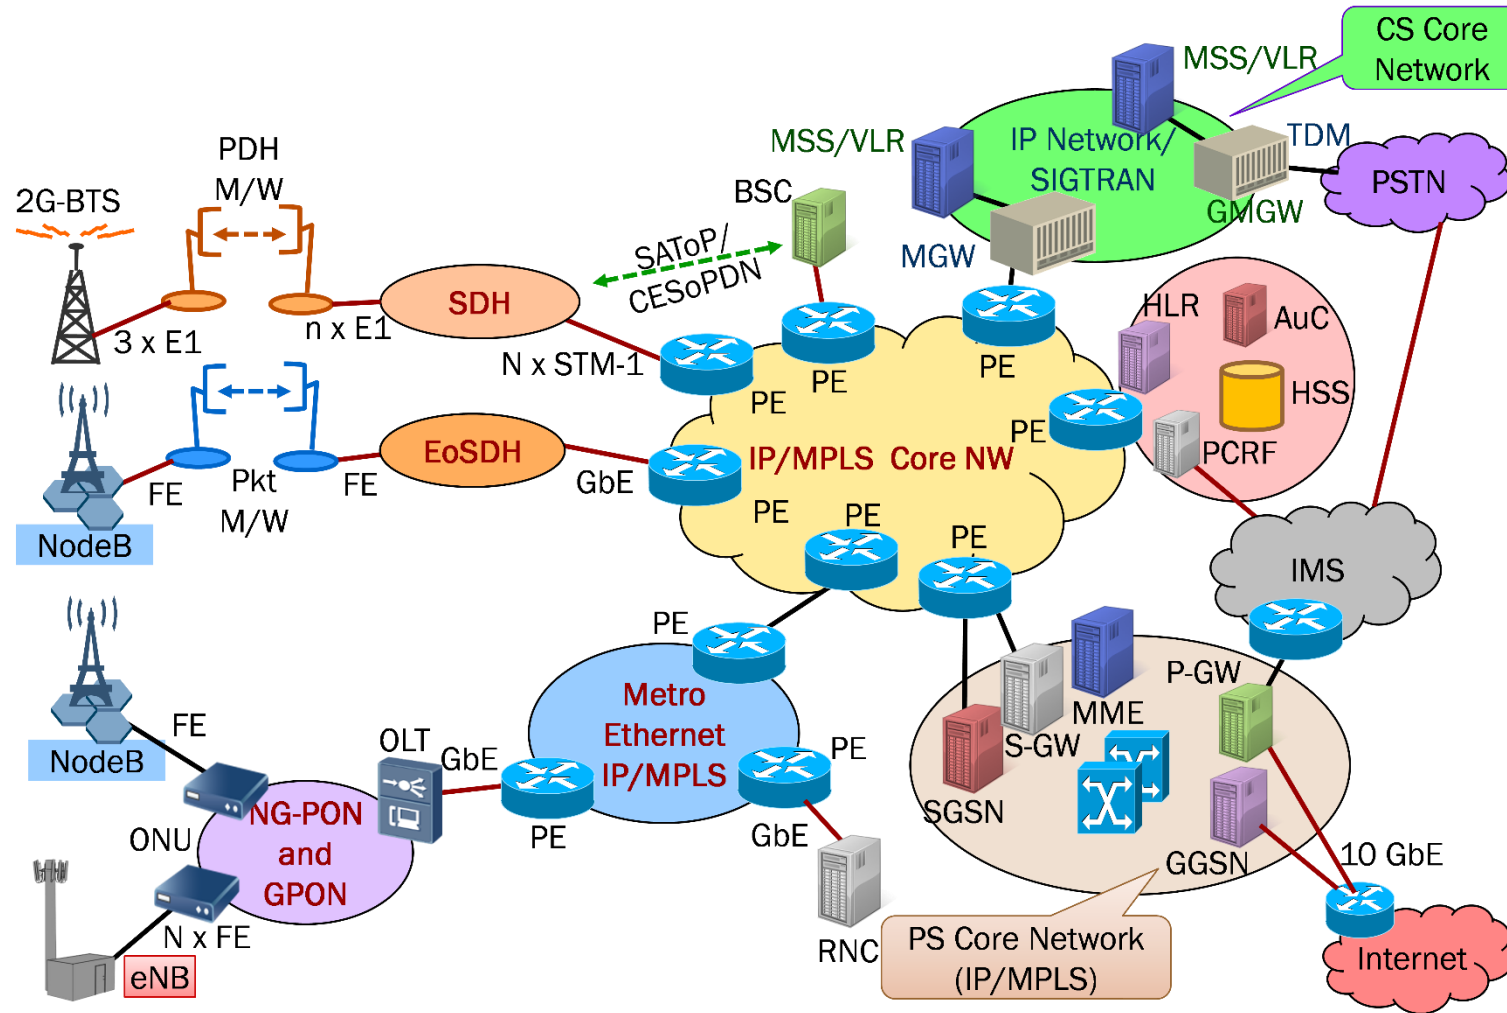 CS Core
Network
MSS/VLR
MSS/VLR
IP Network/
SIGTRAN
TDM
PSTN
GMGW
MGW
PDH
M/W
2G-BTS
BSC
SAToP/
CESoPDN
SDH
3 x E1
n x E1
N x STM-1
PE
PE
PE
HLR
AuC
HSS
PCRF
PE
IP/MPLS Core NW
EoSDH
FE
Pkt
M/W
FE
GbE
PE
PE
PE
NodeB
IMS
PE
Metro
Ethernet
IP/MPLS
P-GW
MME
S-GW
SGSN
GGSN
FE
NodeB
OLT
GbE
PE
PE
GbE
NG-PON
and
GPON
ONU
N x FE
eNB
RNC
10 GbE
PS Core Network
(IP/MPLS)
Internet